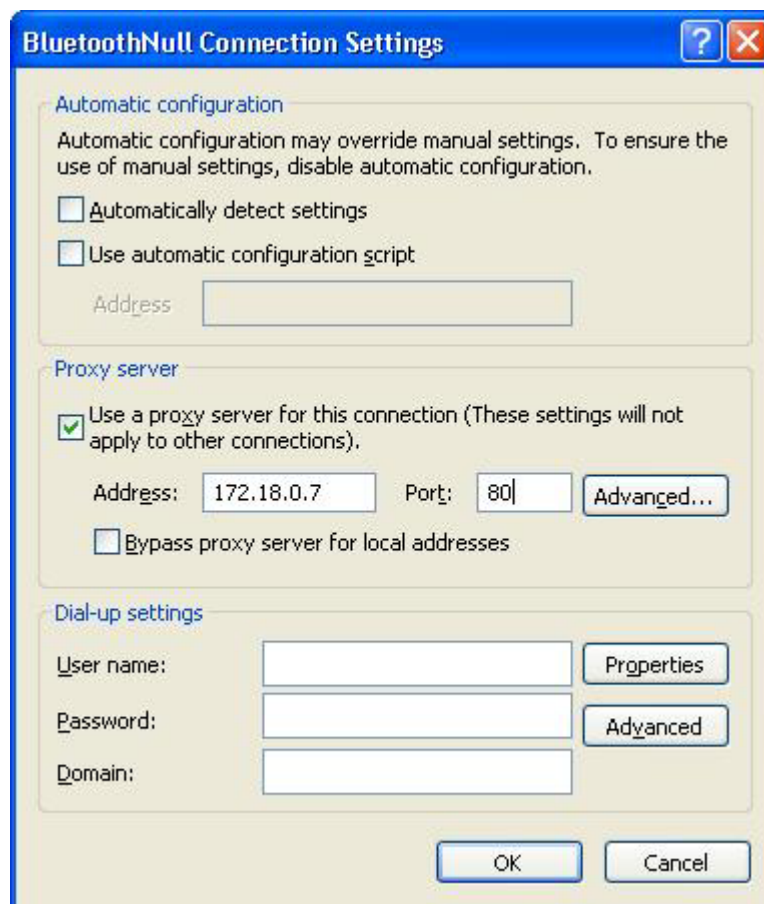 BluetoothNull Connection Settings
Automatic configuration
Automatic configuration may override manual settings. To ensure the
use of manual settings, disable automatic configuration.
Automatically detect settings
Use automatic configuration script
Address
Proxy server
Use a proxy server for this connection (These settings will not
apply to other connections).
Address: 172.18.0.7 Port: 80 Advanced...
Bypass proxy server for local addresses
Dial-up settings
User name: Properties
Password: Advanced
Domain:
OK Cancel